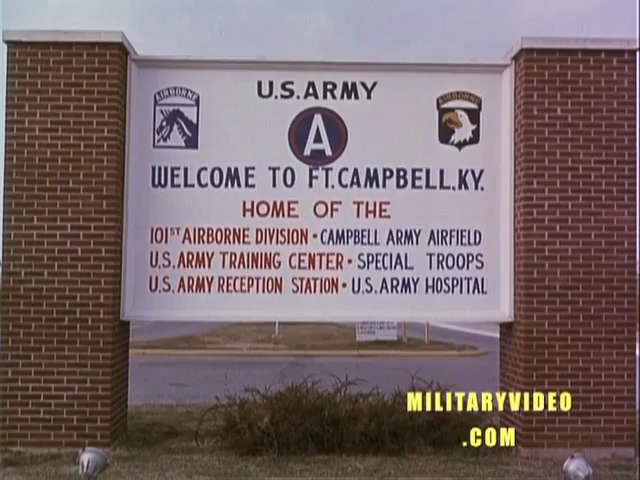 U.S. ARMY
AIRBORNE
AIRBORNE
A
WELCOME TO FT. CAMPBELL, KY.
HOME OF THE
101ST AIRBORNE DIVISION • CAMPBELL ARMY AIRFIELD
U.S. ARMY TRAINING CENTER • SPECIAL TROOPS
U.S. ARMY RECEPTION STATION • U.S. ARMY HOSPITAL
MILITARYVIDEO
.COM